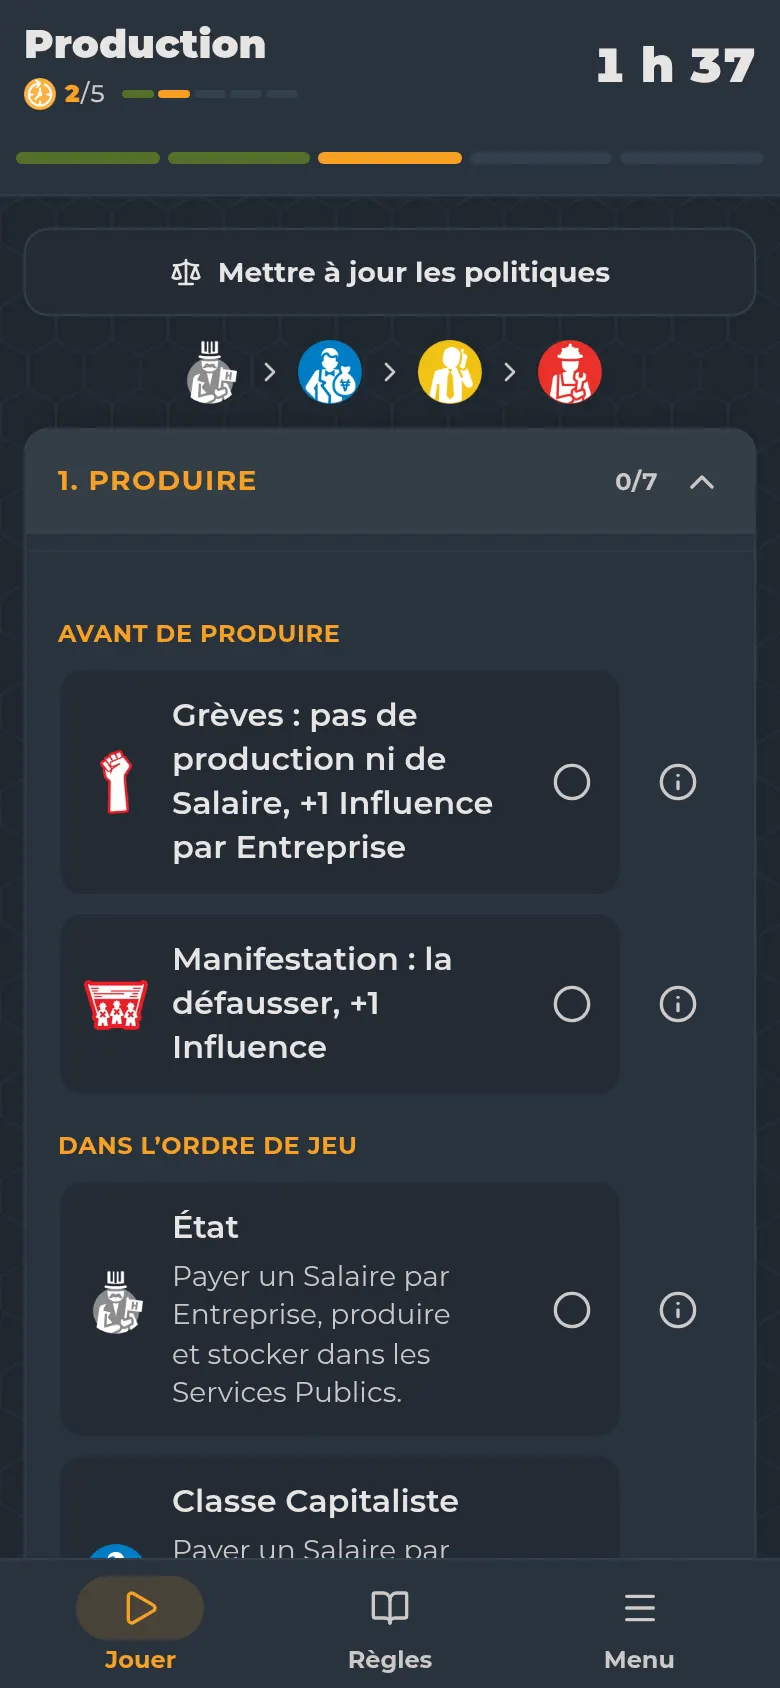 Production
1 h 37
2/5
Mettre à jour les politiques
1. PRODUIRE
0/7
AVANT DE PRODUIRE
Grèves : pas de
production ni de
Salaire, +1 Influence
par Entreprise
Manifestation : la
défausser, +1
Influence
DANS L’ORDRE DE JEU
État
Payer un Salaire par
Entreprise, produire
et stocker dans les
Services Publics.
Classe Capitaliste
Payer un Salaire par
Jouer
Règles
Menu